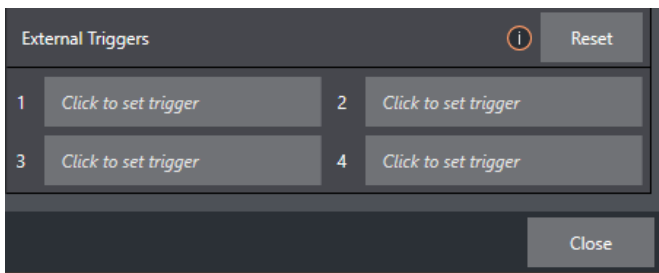 External Triggers i Reset
1 Click to set trigger 2 Click to set trigger
3 Click to set trigger 4 Click to set trigger
Close